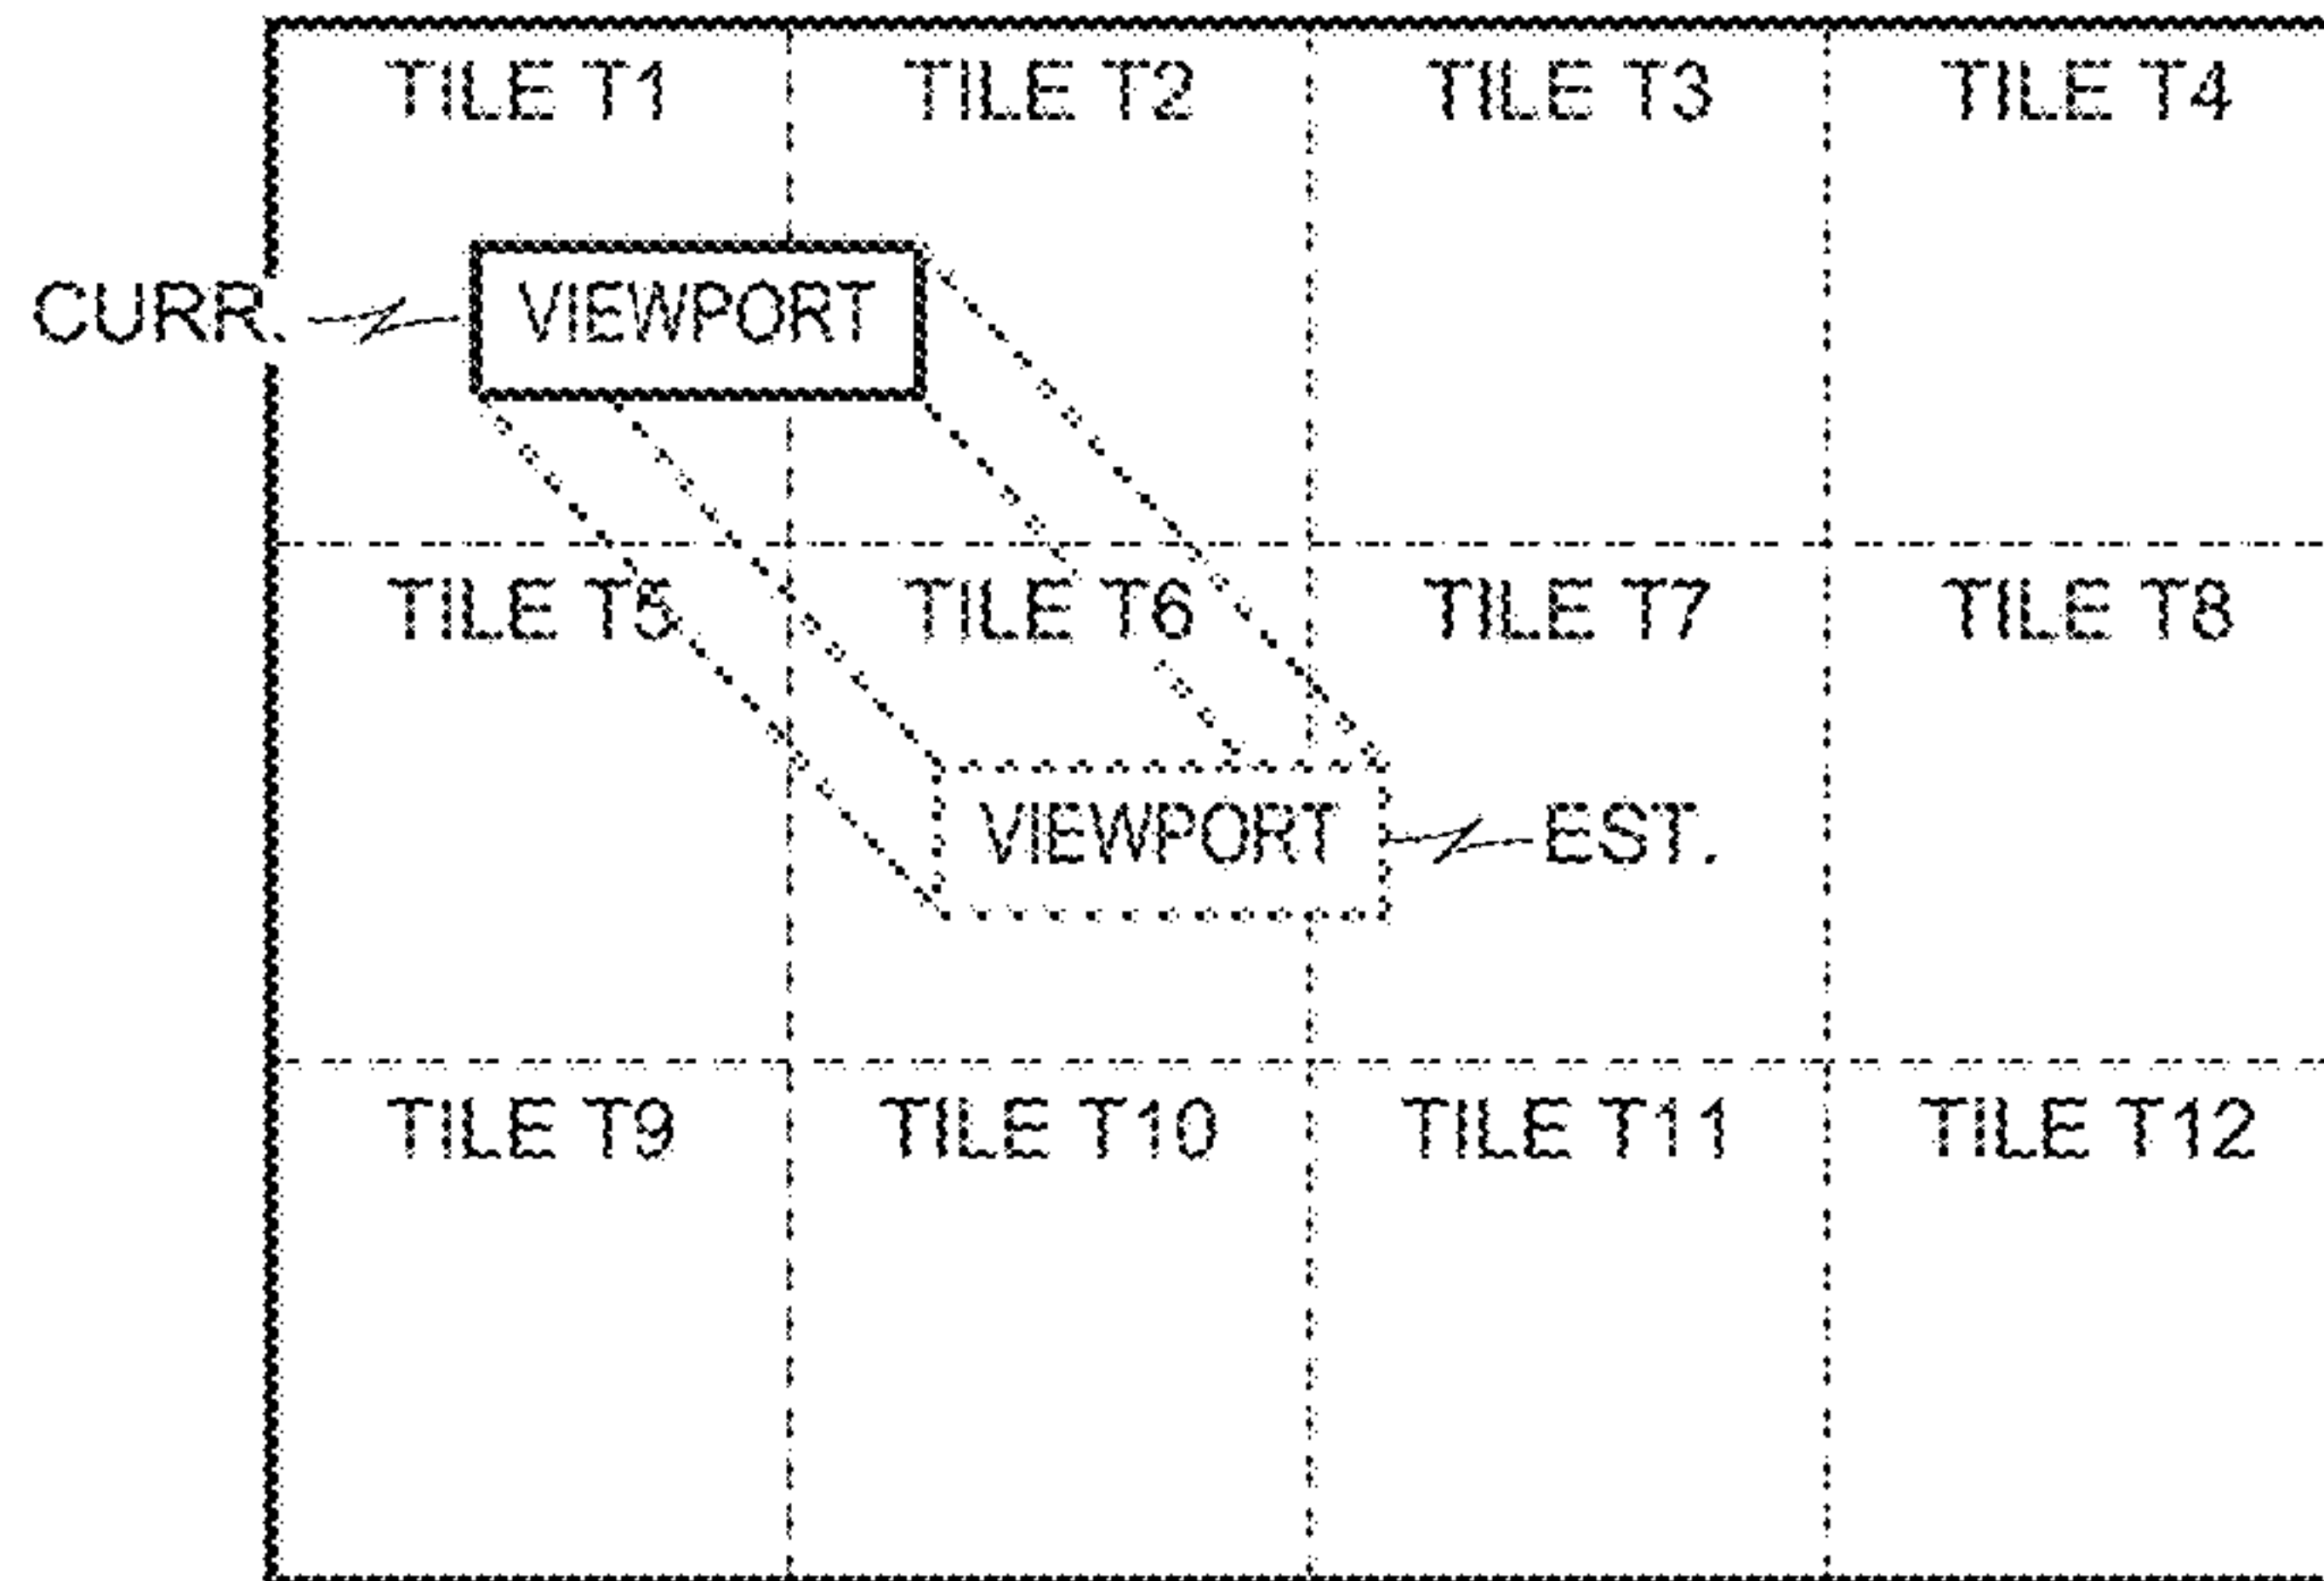 TILE T1 TILE T2 TILE T3 TILE T4
CURR. VIEWPORT
TILE T5 TILE T6 TILE T7 TILE T8
VIEWPORT EST.
TILE T9 TILE T10 TILE T11 TILE T12